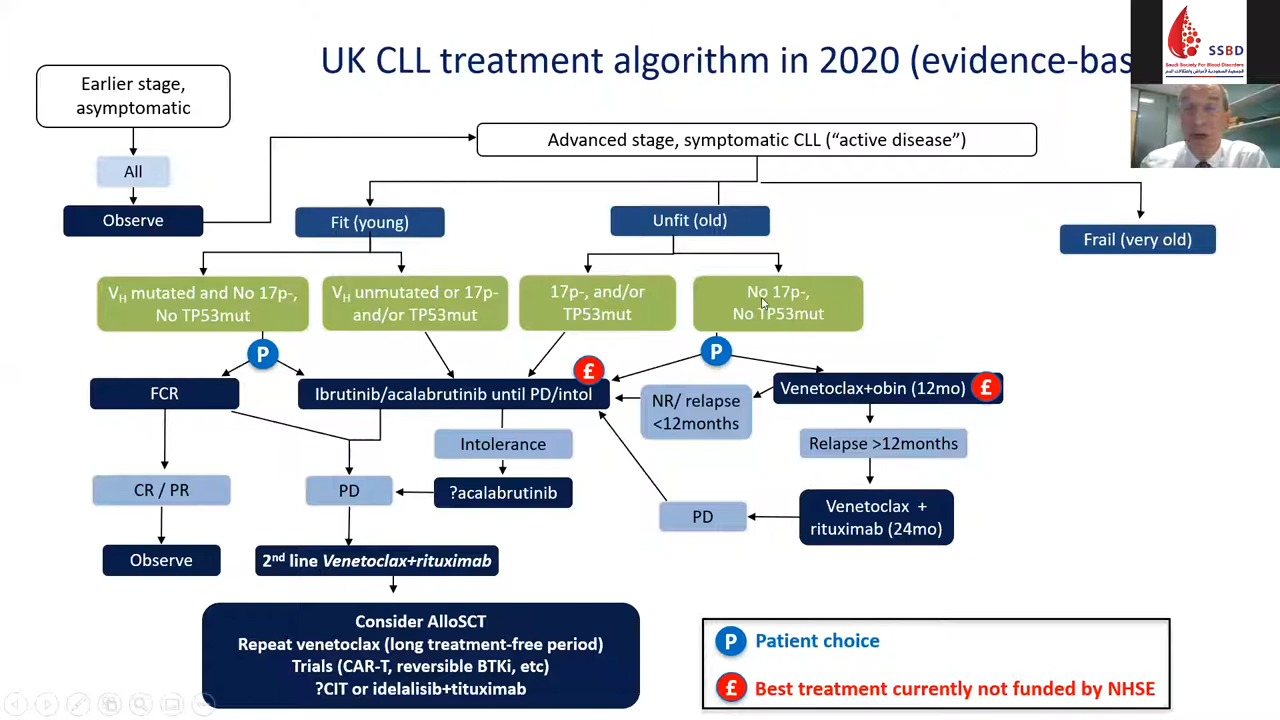 UK CLL treatment algorithm in 2020 (evidence-bas
SSBD
Saudi Society For Blood Disorders
Earlier stage,
asymptomatic
All
Observe
Advanced stage, symptomatic CLL (“active disease”)
Fit (young)
Unfit (old)
Frail (very old)
VH mutated and No 17p-,
No TP53mut
VH unmutated or 17p-
and/or TP53mut
17p-, and/or
TP53mut
No 17p-,
No TP53mut
P
P
£
FCR
Ibrutinib/acalabrutinib until PD/intol
NR/ relapse
<12months
Venetoclax+obin (12mo)
£
Intolerance
Relapse >12months
CR / PR
PD
?acalabrutinib
PD
Venetoclax +
rituximab (24mo)
Observe
2nd line Venetoclax+rituximab
Consider AlloSCT
Repeat venetoclax (long treatment-free period)
Trials (CAR-T, reversible BTKi, etc)
?CIT or idelalisib+tituximab
P Patient choice
£ Best treatment currently not funded by NHSE